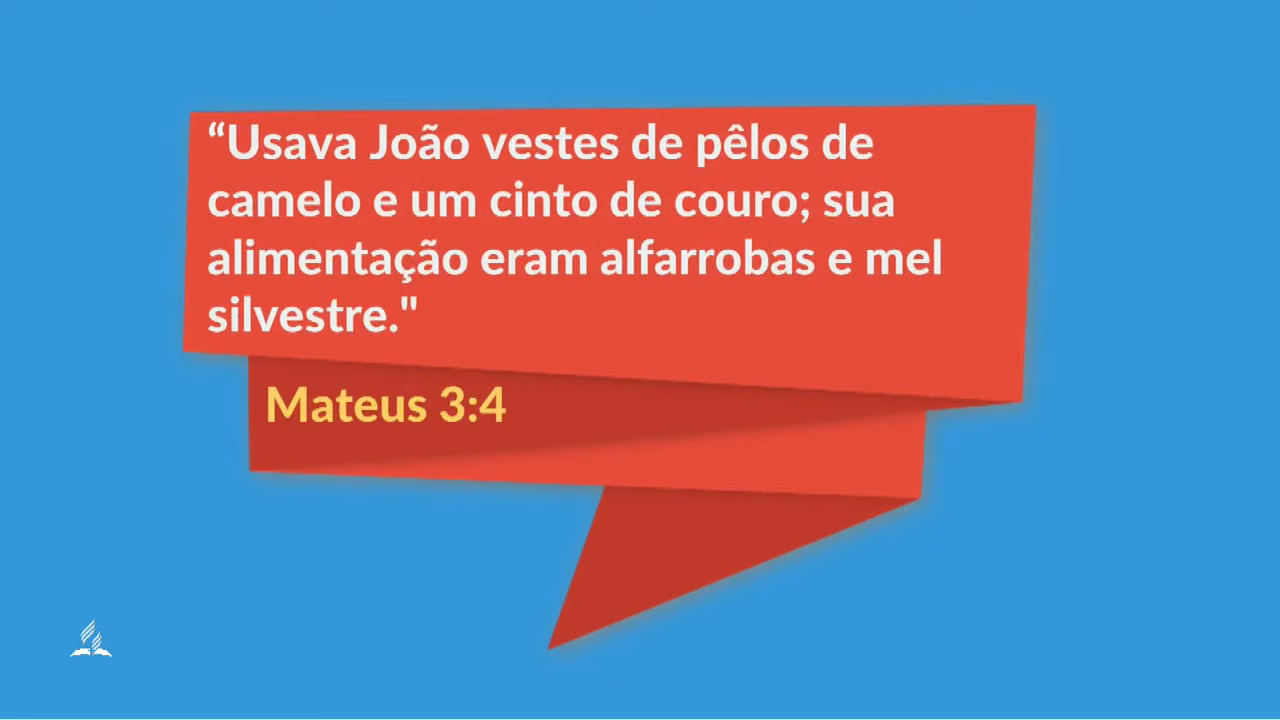 “Usava João vestes de pêlos de
camelo e um cinto de couro; sua
alimentação eram alfarrobas e mel
silvestre."
Mateus 3:4